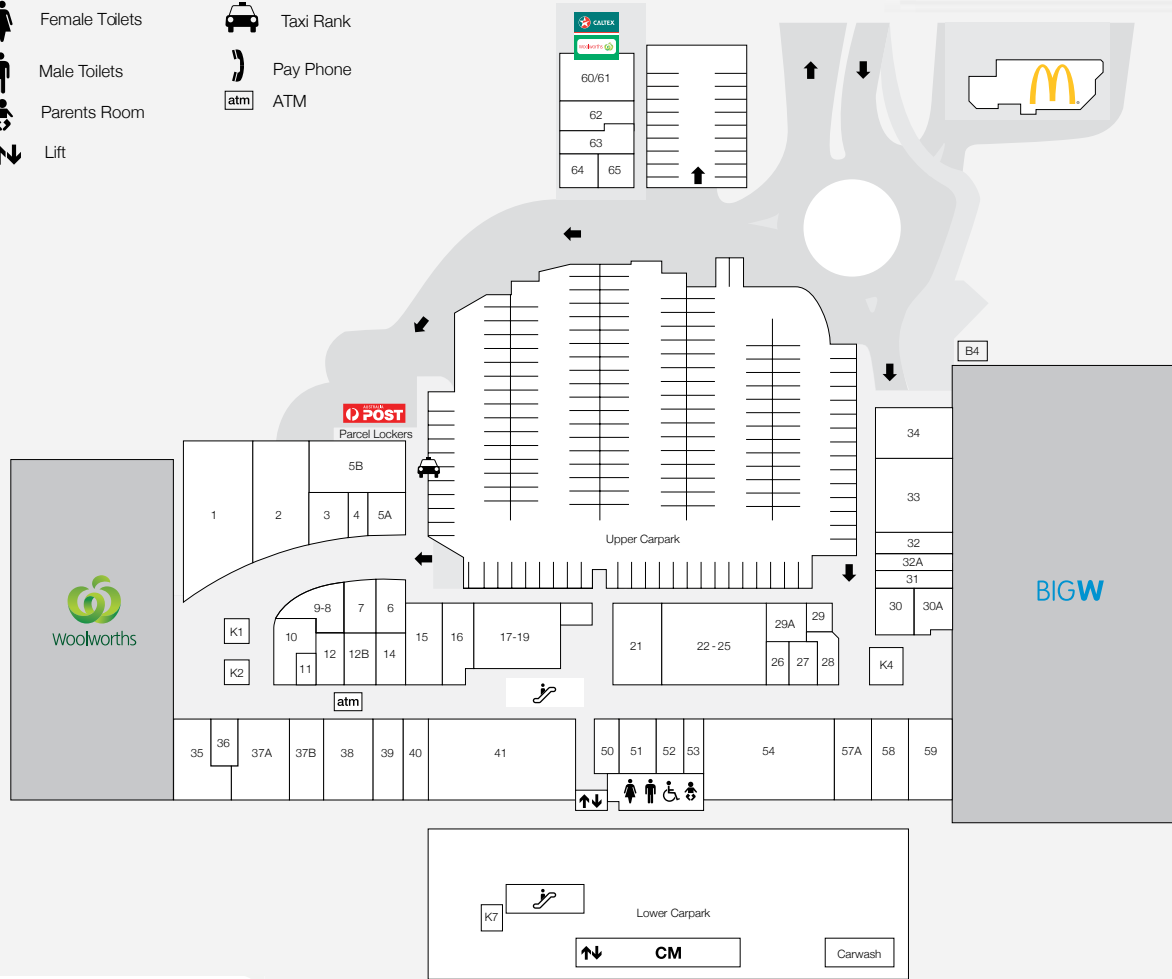 Female Toilets
Taxi Rank
Male Toilets
Pay Phone
Parents Room
atm ATM
Lift
CALTEX
Woolworths
60/61
62
63
64 65
B4
AUSTRALIA
POST
Parcel Lockers
1 2 5B
3 4 5A
Upper Carpark
34
33
32
32A
31
30 30A
Woolworths
BIGW
K1
K2
9-8 7 6
10 11 12 12B 14
15 16 17-19
21 22 - 25
29A 29
26 27 28
K4
atm
35 36 37A 37B 38 39 40 41
50 51 52 53 54 57A 58 59
K7
Lower Carpark
CM
Carwash